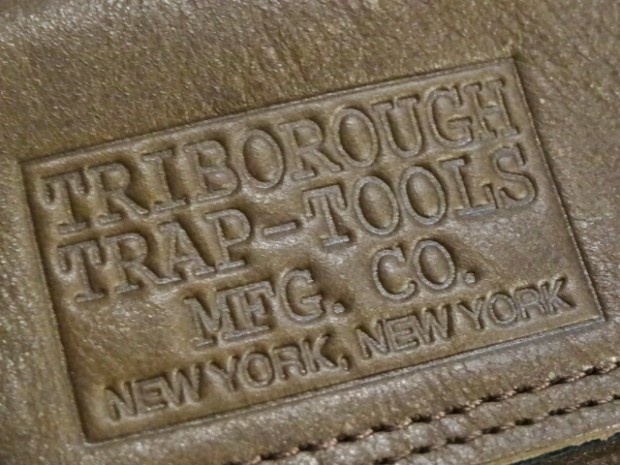 TRIBOROUGH
TRAP-TOOLS
MFG. CO.
NEW YORK, NEW YORK